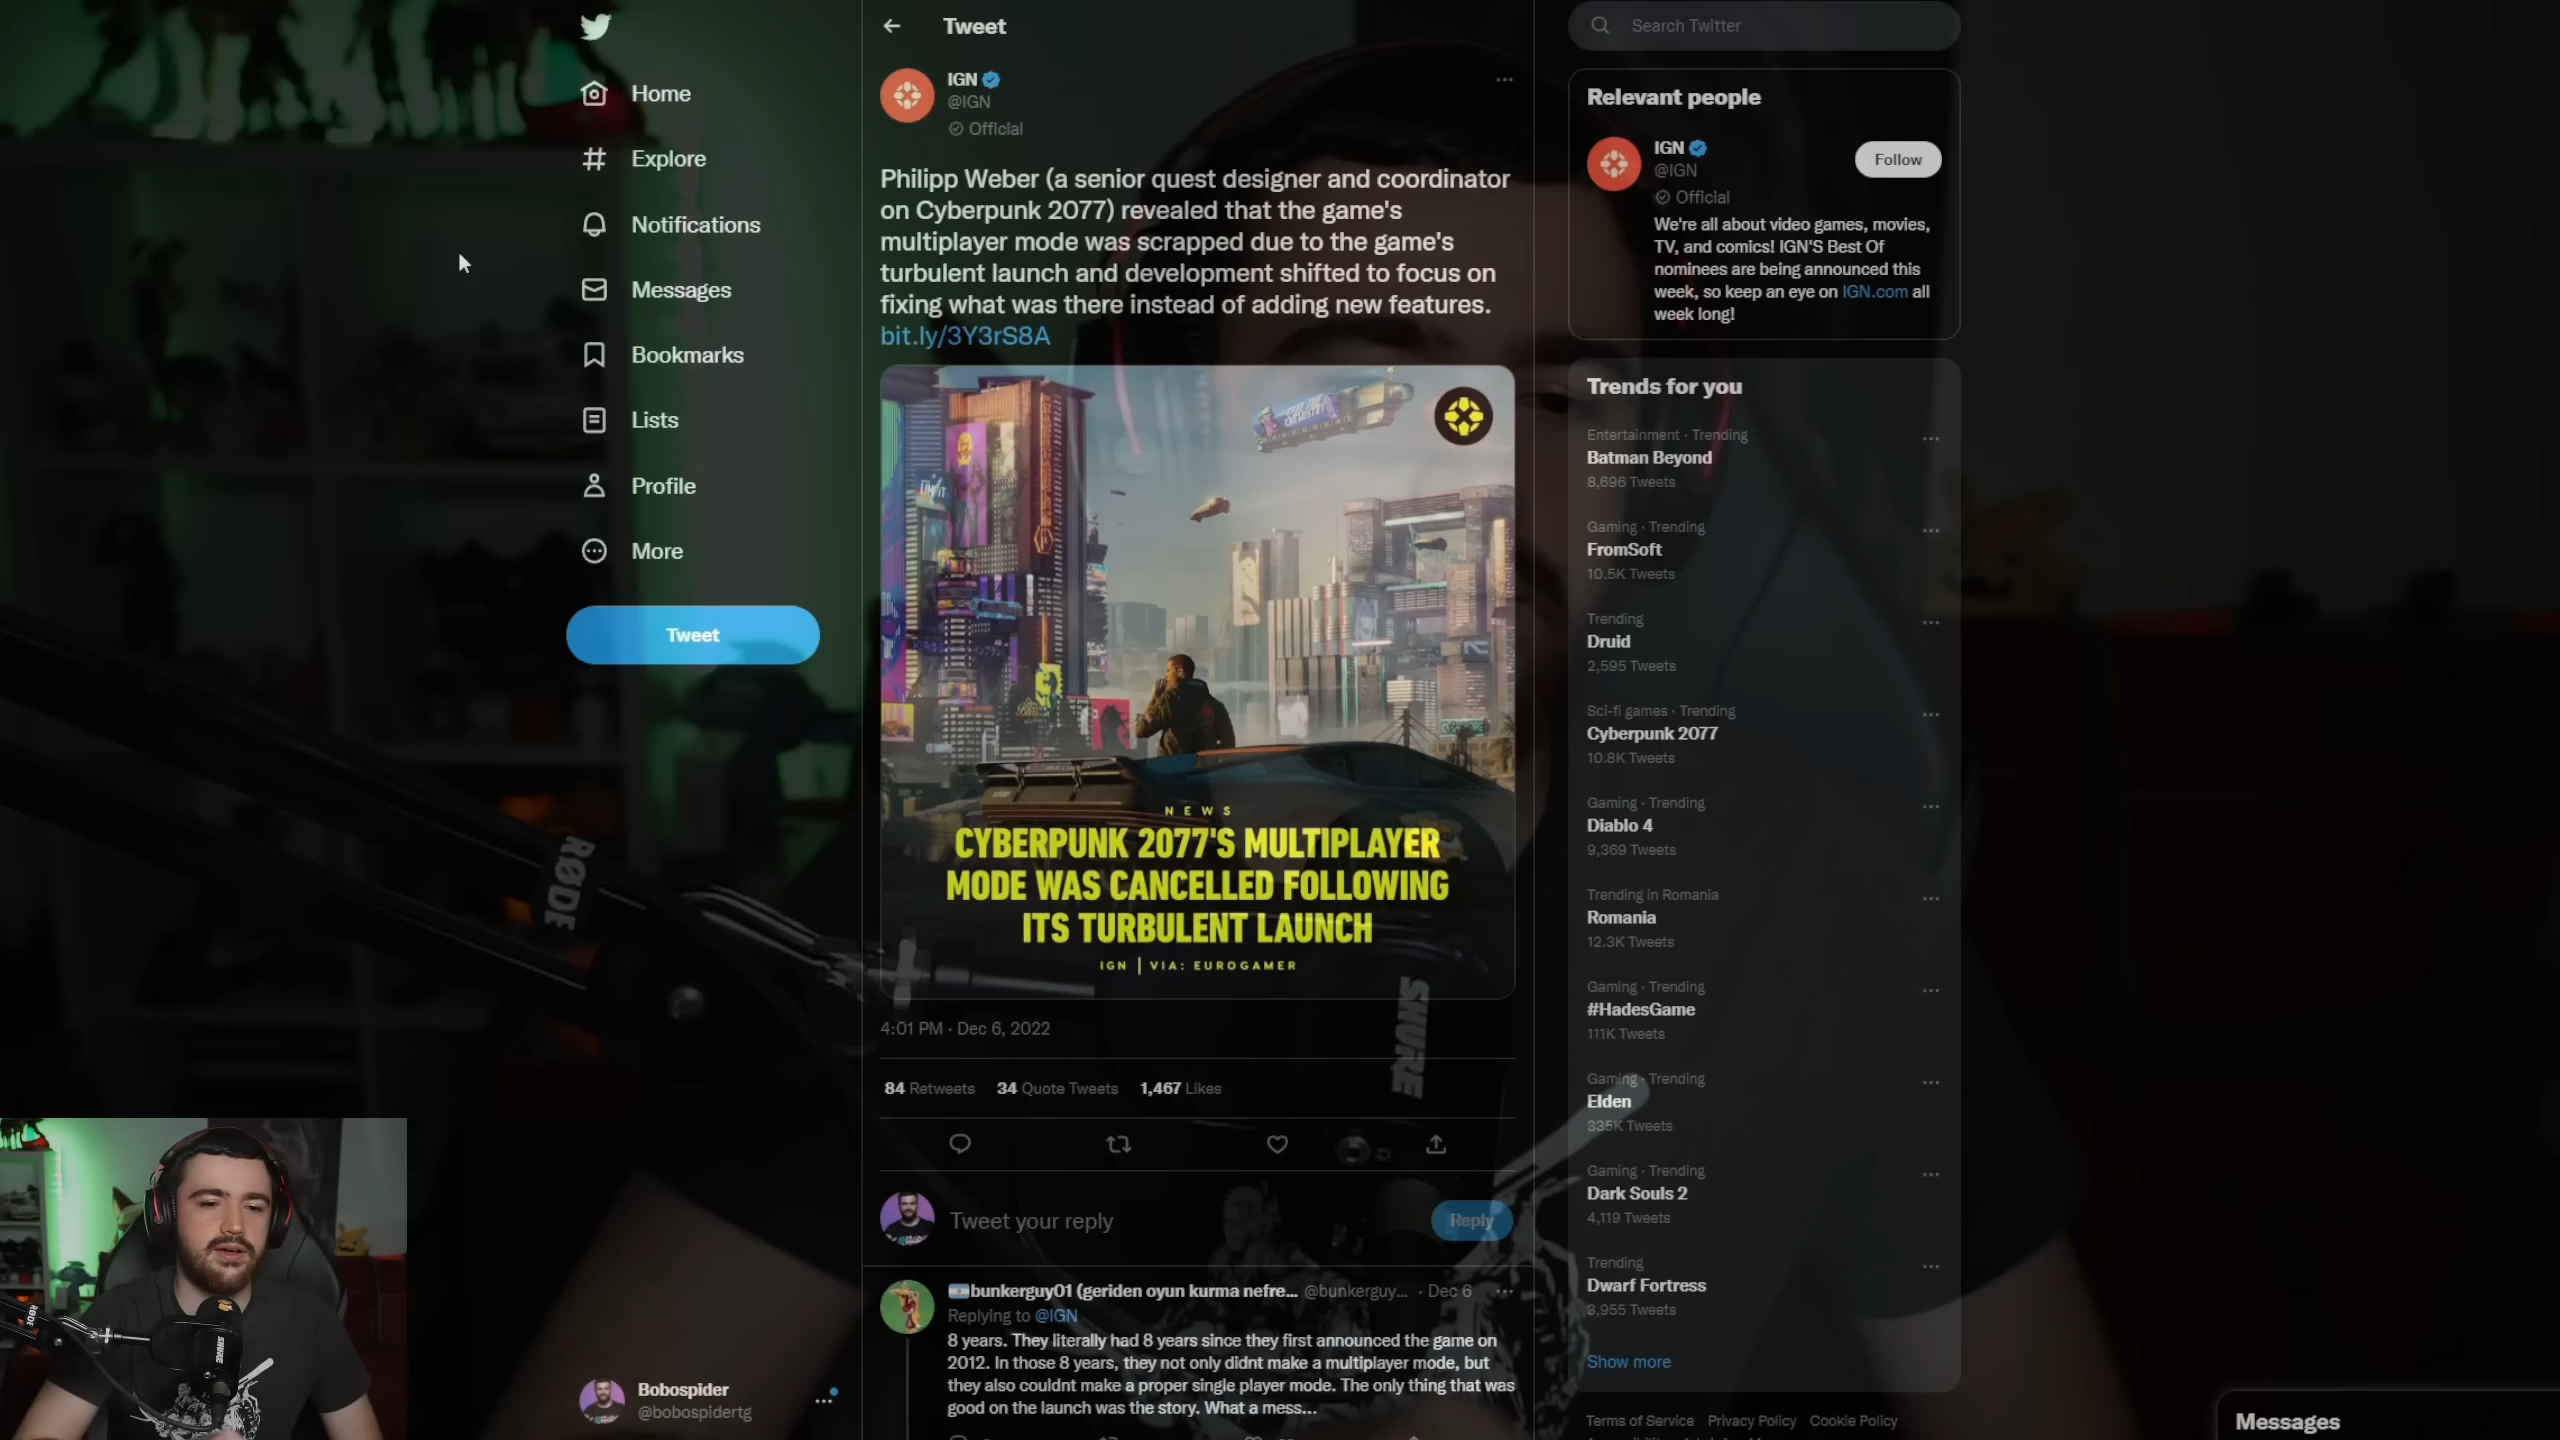 Home
Explore
Notifications
Messages
Bookmarks
Lists
Profile
More
Tweet
Bobospider
@bobospidertg
Tweet
IGN
@IGN
Official
Philipp Weber (a senior quest designer and coordinator
on Cyberpunk 2077) revealed that the game's
multiplayer mode was scrapped due to the game's
turbulent launch and development shifted to focus on
fixing what was there instead of adding new features.
bit.ly/3Y3rS8A
NEWS
CYBERPUNK 2077'S MULTIPLAYER
MODE WAS CANCELLED FOLLOWING
ITS TURBULENT LAUNCH
IGN | VIA: EUROGAMER
4:01 PM · Dec 6, 2022
84 Retweets 34 Quote Tweets 1,467 Likes
Tweet your reply
Reply
bunkerguy01 (geriden oyun kurma nefre... @bunkerguy... · Dec 6
Replying to @IGN
8 years. They literally had 8 years since they first announced the game on
2012. In those 8 years, they not only didnt make a multiplayer mode, but
they also couldnt make a proper single player mode. The only thing that was
good on the launch was the story. What a mess...
Search Twitter
Relevant people
IGN
@IGN
Follow
Official
We're all about video games, movies,
TV, and comics! IGN'S Best Of
nominees are being announced this
week, so keep an eye on IGN.com all
week long!
Trends for you
Entertainment · Trending
Batman Beyond
8,696 Tweets
Gaming · Trending
FromSoft
10.5K Tweets
Trending
Druid
2,595 Tweets
Sci-fi games · Trending
Cyberpunk 2077
10.8K Tweets
Gaming · Trending
Diablo 4
9,369 Tweets
Trending in Romania
Romania
12.3K Tweets
Gaming · Trending
#HadesGame
111K Tweets
Gaming · Trending
Elden
335K Tweets
Gaming · Trending
Dark Souls 2
4,119 Tweets
Trending
Dwarf Fortress
3,955 Tweets
Show more
Terms of Service Privacy Policy Cookie Policy
Messages
RØDE
SHURE
RØDE
SHURE